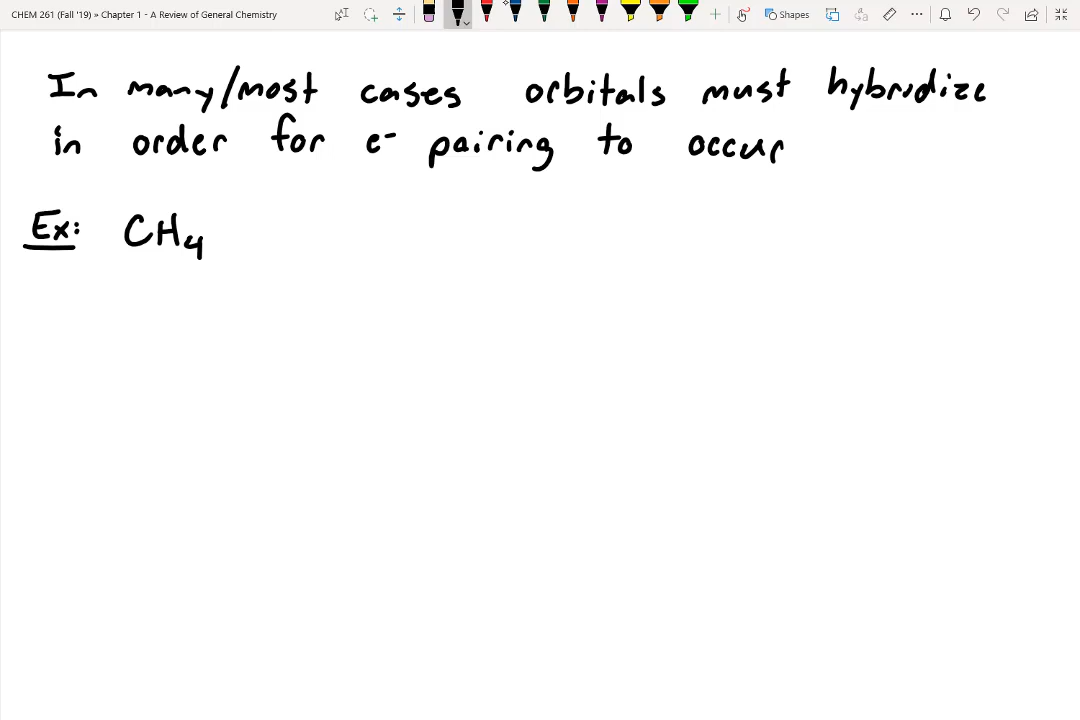 CHEM 261 (Fall '19) » Chapter 1 - A Review of General Chemistry
Shapes
In many/most cases orbitals must hybridize
in order for e- pairing to occur
Ex: CH4